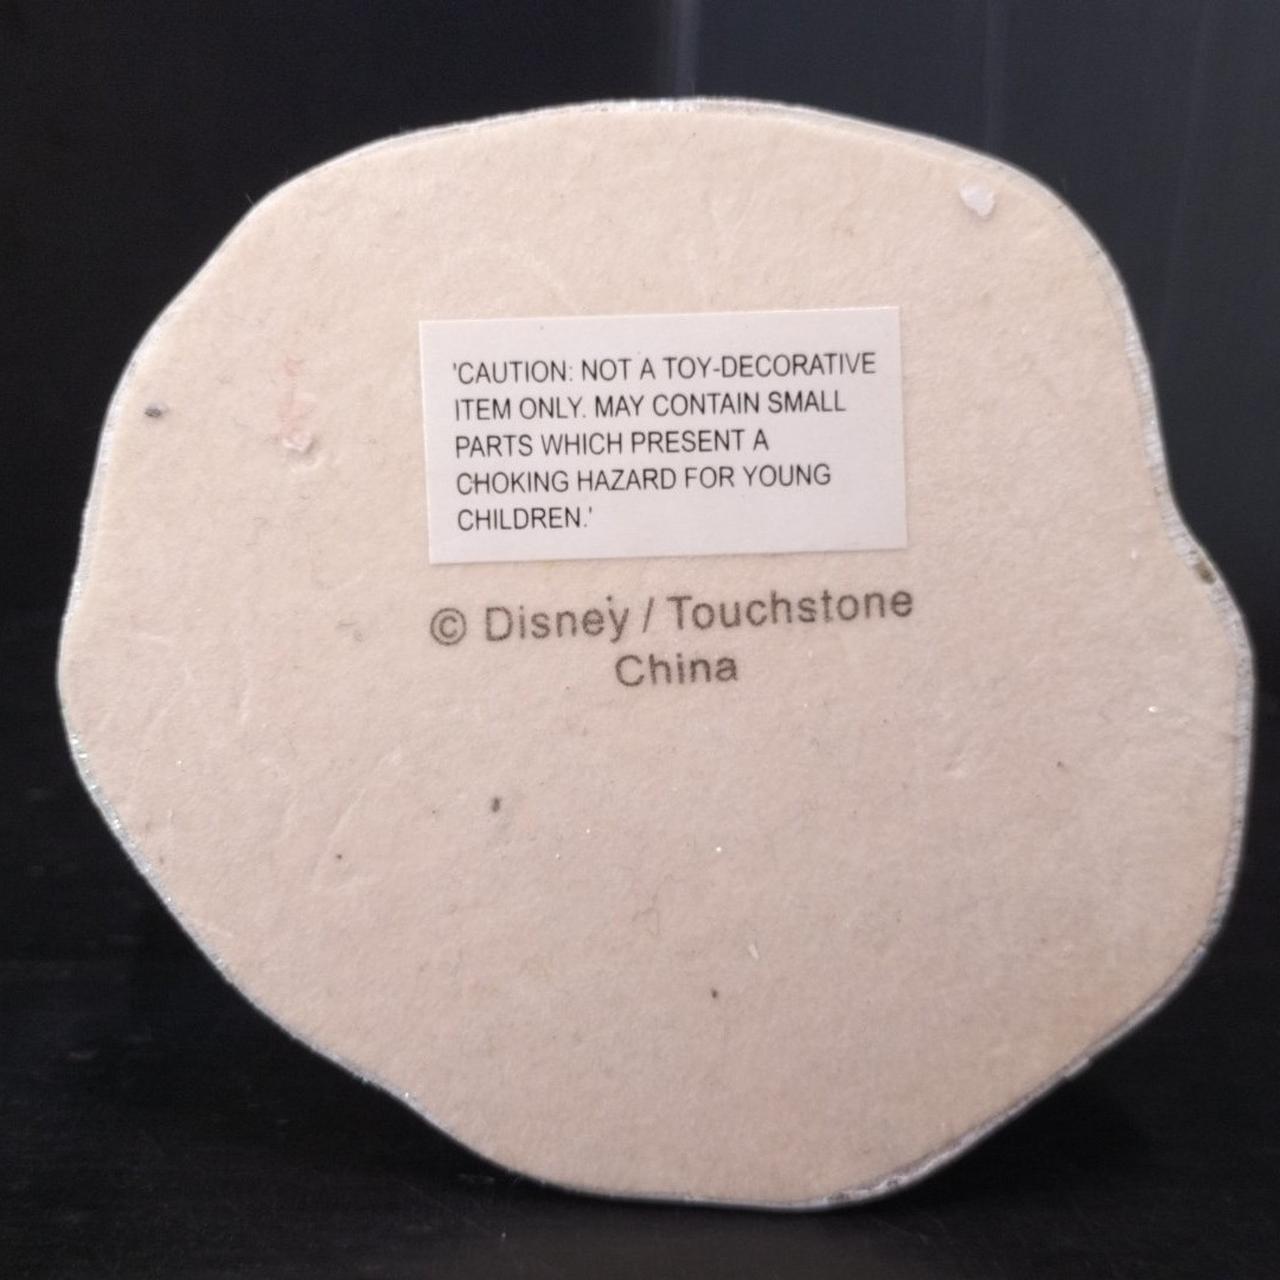 'CAUTION: NOT A TOY-DECORATIVE
ITEM ONLY. MAY CONTAIN SMALL
PARTS WHICH PRESENT A
CHOKING HAZARD FOR YOUNG
CHILDREN.'
© Disney / Touchstone
China